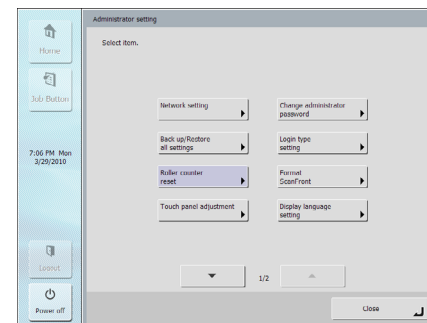 Administrator setting
Home
Select item.
Job Button
Network setting
Change administrator
password
Back up/Restore
all settings
Login type
setting
7:06 PM Mon
3/29/2010
Roller counter
reset
Format
ScanFront
Touch panel adjustment
Display language
setting
Logout
1/2
Power off
Close